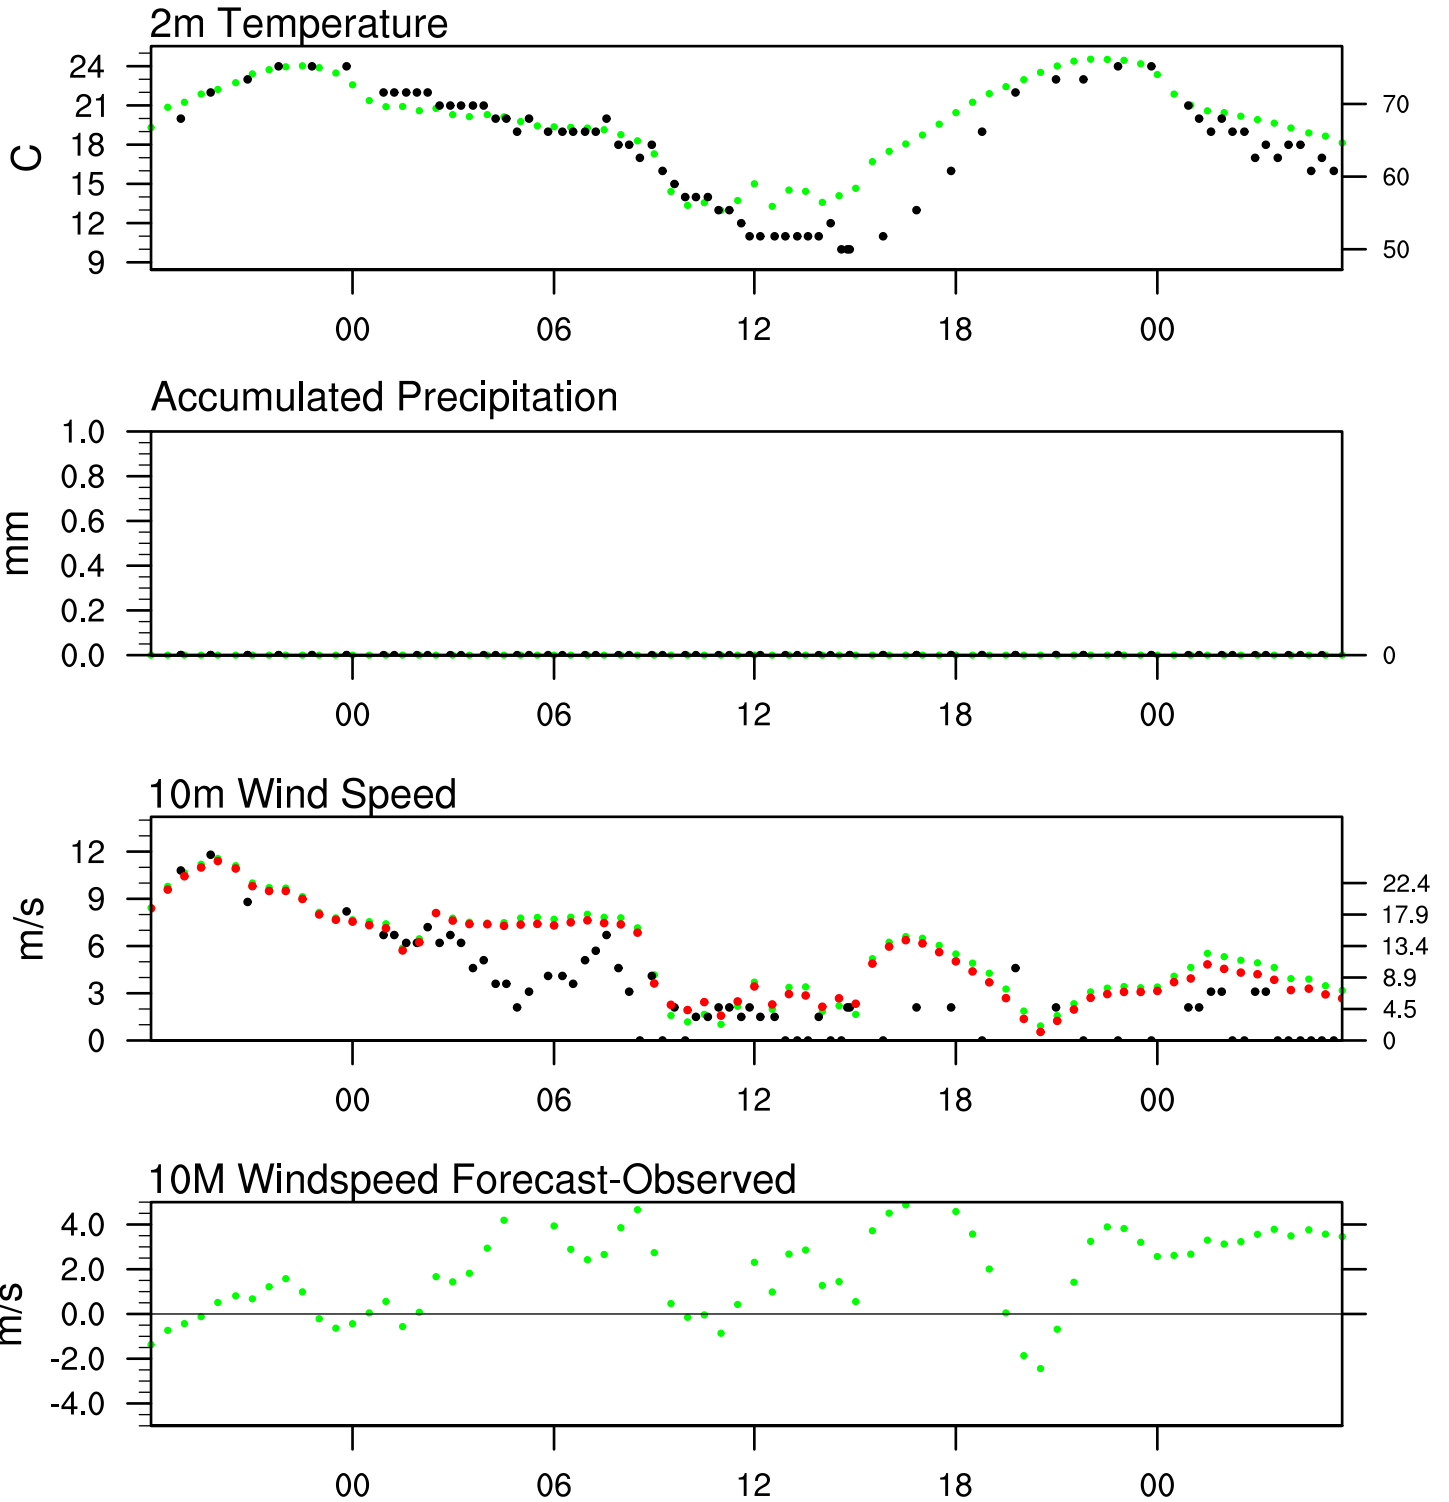 2m Temperature
24
21
18
15
12
9
C
70
60
50
00 06 12 18 00
Accumulated Precipitation
1.0
0.8
0.6
0.4
0.2
0.0
mm
0
00 06 12 18 00
10m Wind Speed
12
9
6
3
0
m/s
22.4
17.9
13.4
8.9
4.5
0
00 06 12 18 00
10M Windspeed Forecast-Observed
4.0
2.0
0.0
-2.0
-4.0
m/s
00 06 12 18 00